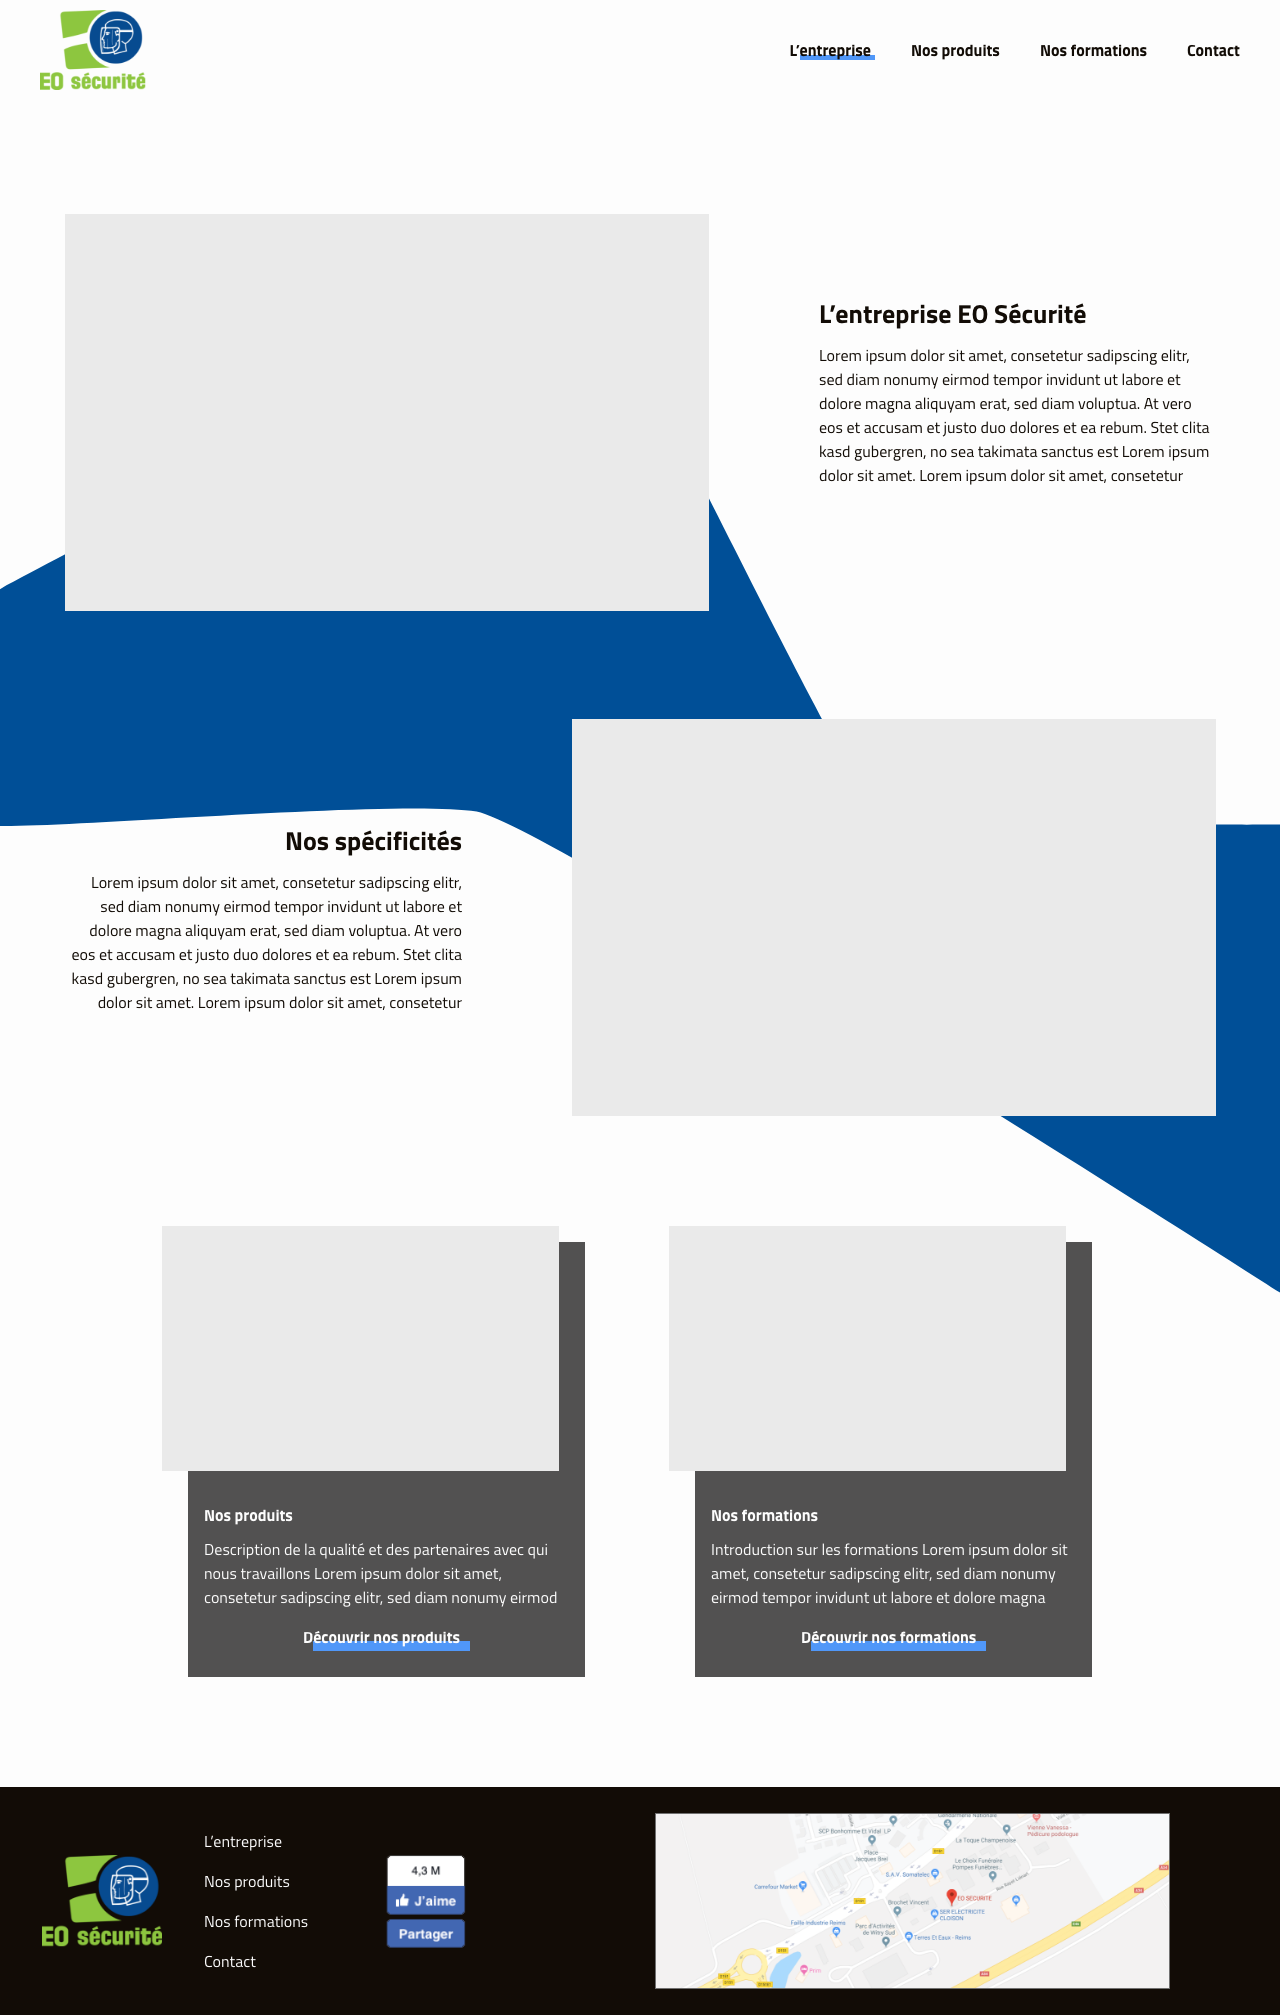 EO sécurité
L'entreprise
Nos produits
Nos formations
Contact
L'entreprise EO Sécurité
Lorem ipsum dolor sit amet, consetetur sadipscing elitr,
sed diam nonumy eirmod tempor invidunt ut labore et
dolore magna aliquyam erat, sed diam voluptua. At vero
eos et accusam et justo duo dolores et ea rebum. Stet clita
kasd gubergren, no sea takimata sanctus est Lorem ipsum
dolor sit amet. Lorem ipsum dolor sit amet, consetetur
Nos spécificités
Lorem ipsum dolor sit amet, consetetur sadipscing elitr,
sed diam nonumy eirmod tempor invidunt ut labore et
dolore magna aliquyam erat, sed diam voluptua. At vero
eos et accusam et justo duo dolores et ea rebum. Stet clita
kasd gubergren, no sea takimata sanctus est Lorem ipsum
dolor sit amet. Lorem ipsum dolor sit amet, consetetur
Nos produits
Description de la qualité et des partenaires avec qui
nous travaillons Lorem ipsum dolor sit amet,
consetetur sadipscing elitr, sed diam nonumy eirmod
Découvrir nos produits
Nos formations
Introduction sur les formations Lorem ipsum dolor sit
amet, consetetur sadipscing elitr, sed diam nonumy
eirmod tempor invidunt ut labore et dolore magna
Découvrir nos formations
EO sécurité
L'entreprise
Nos produits
Nos formations
Contact
4,3 M
J'aime
Partager
Gendarmerie Nationale
SCP Bonhomme Et Vidal
Place
Jacques Brel
La Toque Champenoise
Vienne Vanessa -
Pédicure podologue
Le Choix Funéraire
Pompes Funèbres
S.A.V. Somatelec
Carrefour Market
Brochet Vincent
EO SECURITE
SER ELECTRICITE
CLOISON
Foille Industrie Reims
Parc d'Activités
de Witry Sud
Terres Et Eaux - Reims
Prim